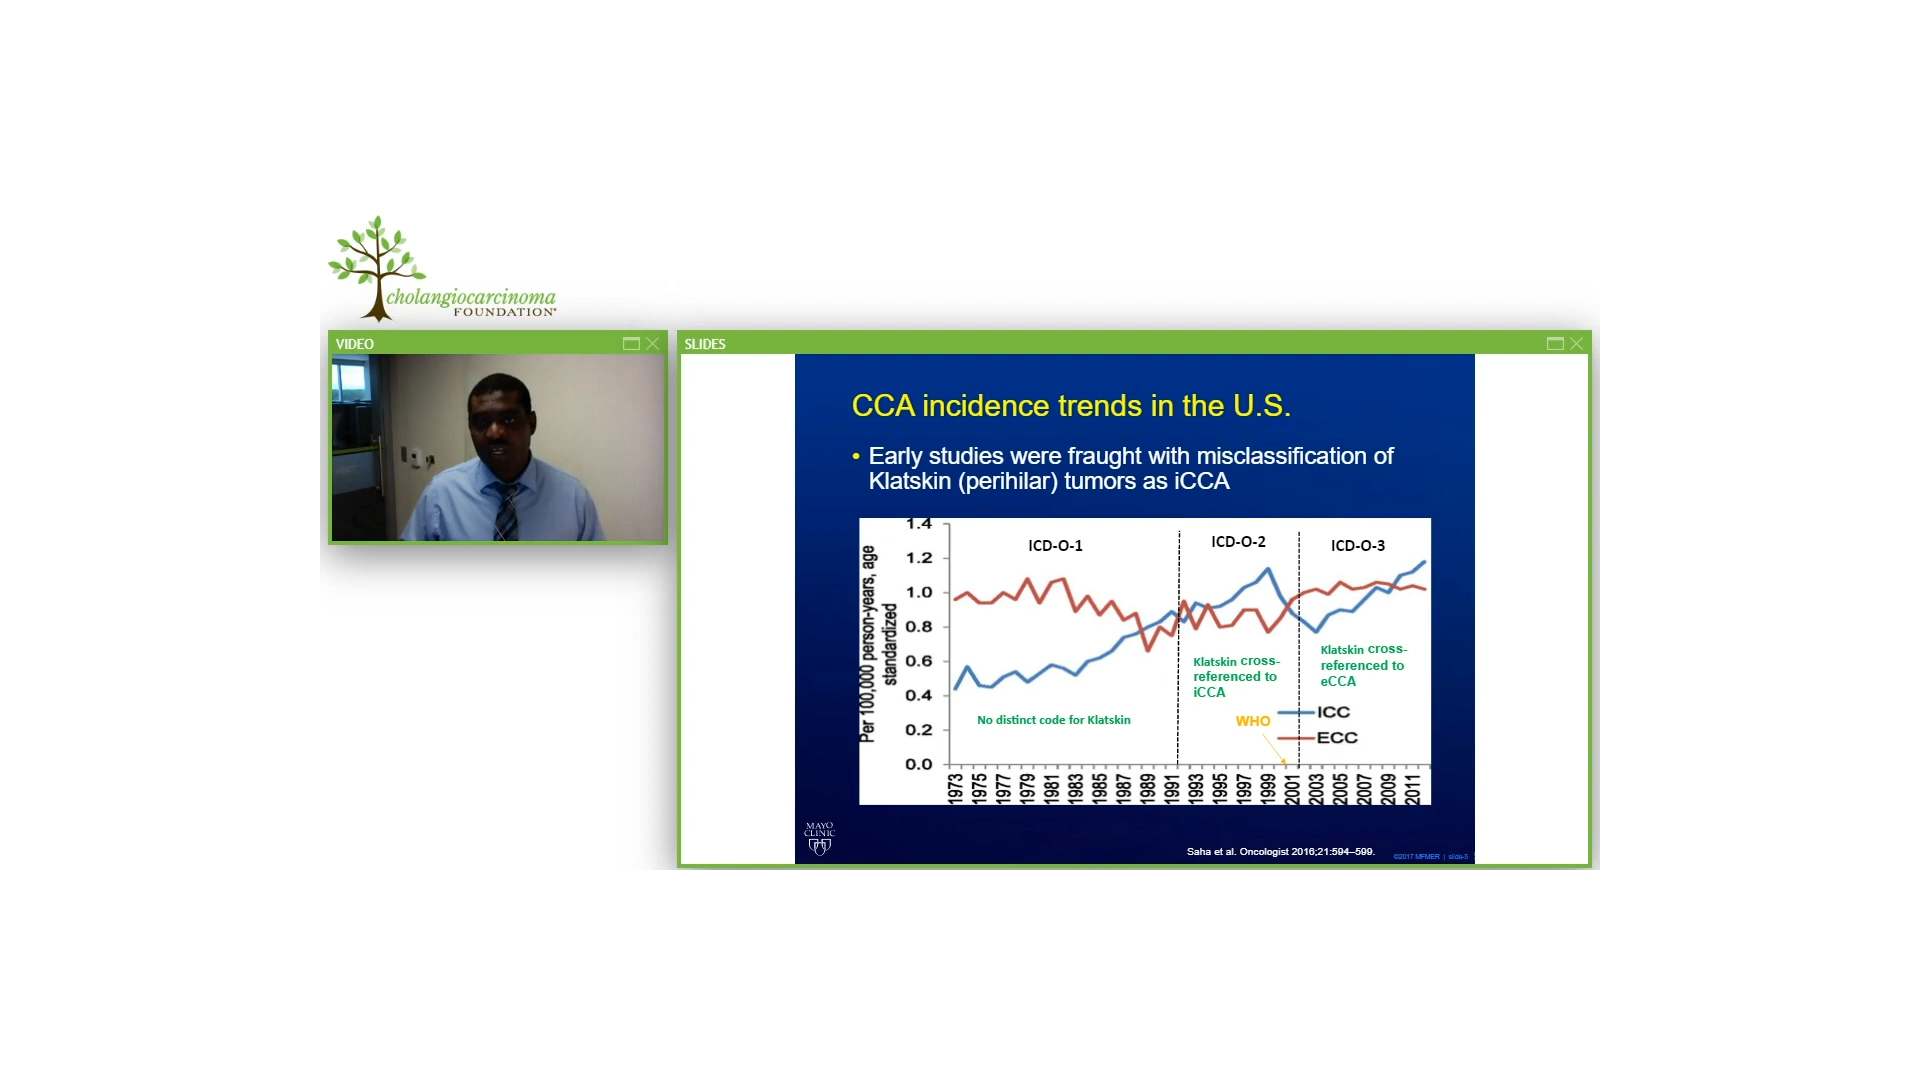 cholangiocarcinoma
FOUNDATION
VIDEO
SLIDES
CCA incidence trends in the U.S.
• Early studies were fraught with misclassification of
Klatskin (perihilar) tumors as iCCA
Per 100,000 person-years, age
standardized
1.4
1.2
1.0
0.8
0.6
0.4
0.2
0.0
ICD-O-1
ICD-O-2
ICD-O-3
No distinct code for Klatskin
Klatskin cross-
referenced to
iCCA
Klatskin cross-
referenced to
eCCA
WHO
ICC
ECC
1973 1975 1977 1979 1981 1983 1985 1987 1989 1991 1993 1995 1997 1999 2001 2003 2005 2007 2009 2011
MAYO
CLINIC
Saha et al. Oncologist 2016;21:594–599.
©2017 MFMER | slide-5